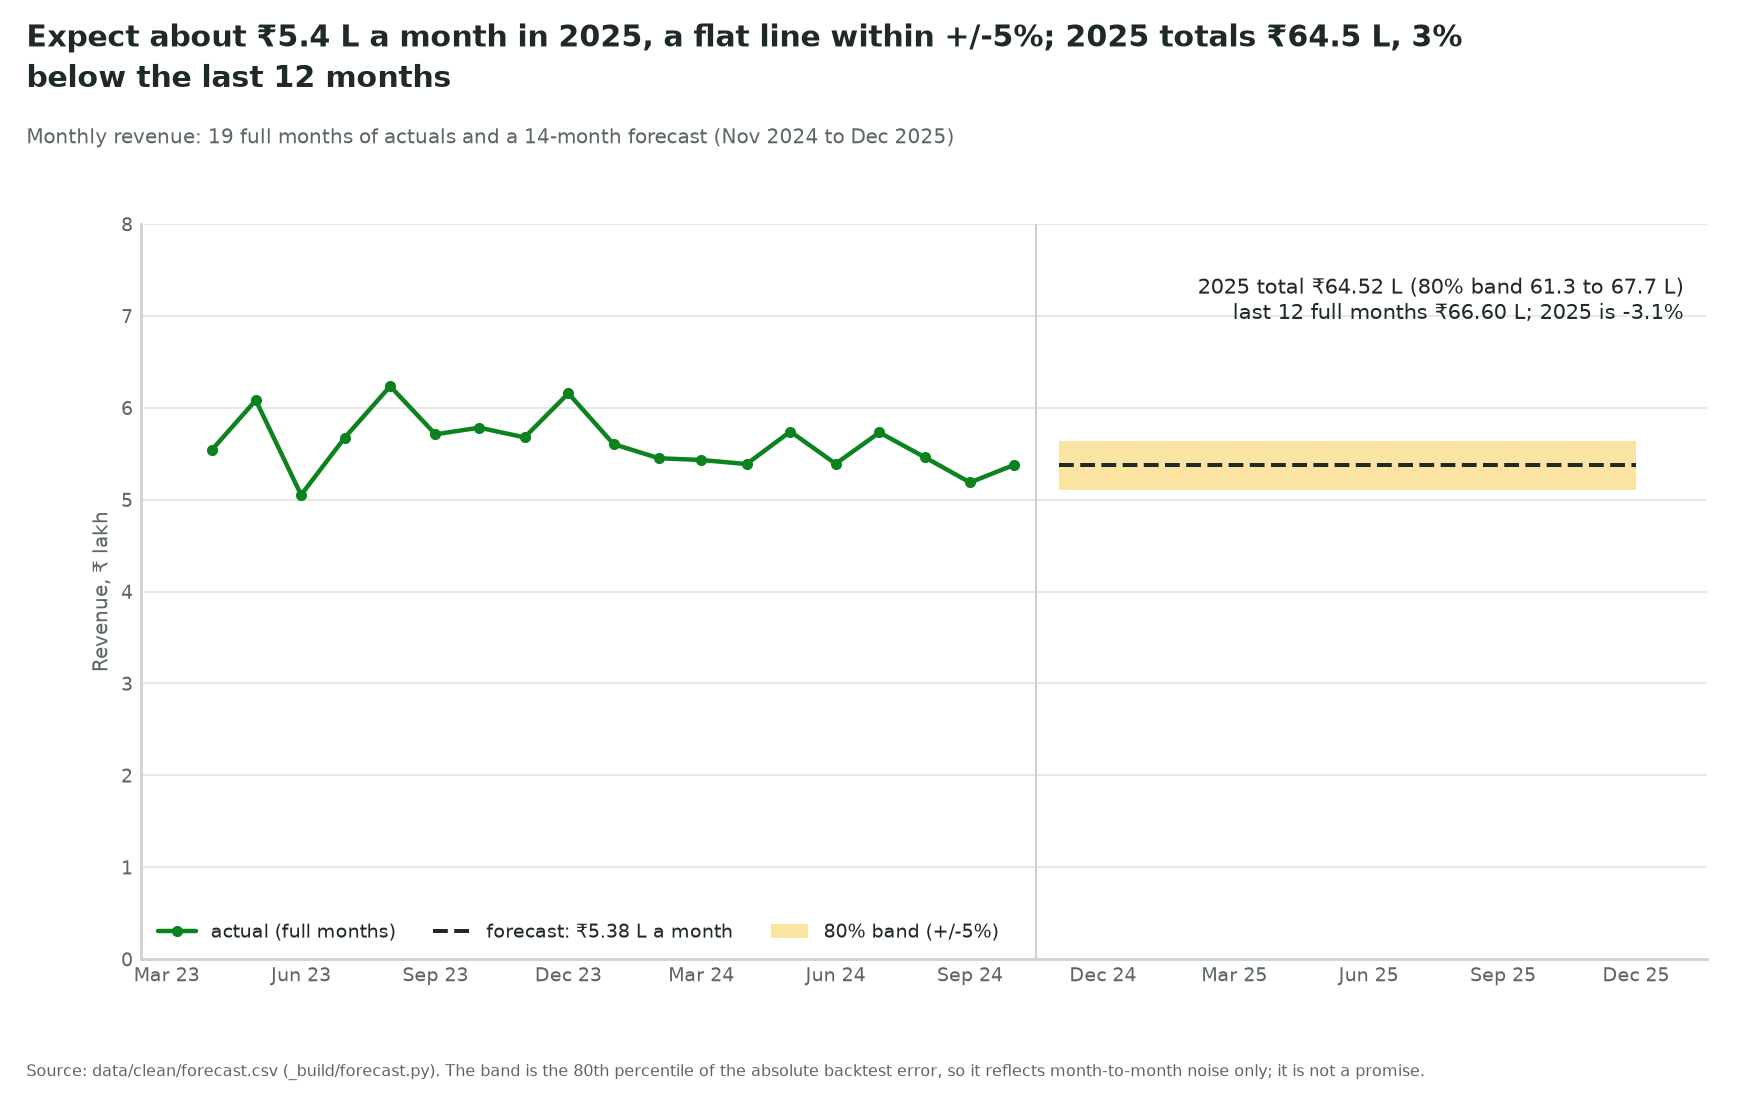 Expect about ₹5.4 L a month in 2025, a flat line within +/-5%; 2025 totals ₹64.5 L, 3%
below the last 12 months
Monthly revenue: 19 full months of actuals and a 14-month forecast (Nov 2024 to Dec 2025)
8
7
6
5
4
3
2
1
0
Revenue, ₹ lakh
2025 total ₹64.52 L (80% band 61.3 to 67.7 L)
last 12 full months ₹66.60 L; 2025 is -3.1%
actual (full months)
forecast: ₹5.38 L a month
80% band (+/-5%)
Mar 23
Jun 23
Sep 23
Dec 23
Mar 24
Jun 24
Sep 24
Dec 24
Mar 25
Jun 25
Sep 25
Dec 25
Source: data/clean/forecast.csv (_build/forecast.py). The band is the 80th percentile of the absolute backtest error, so it reflects month-to-month noise only; it is not a promise.